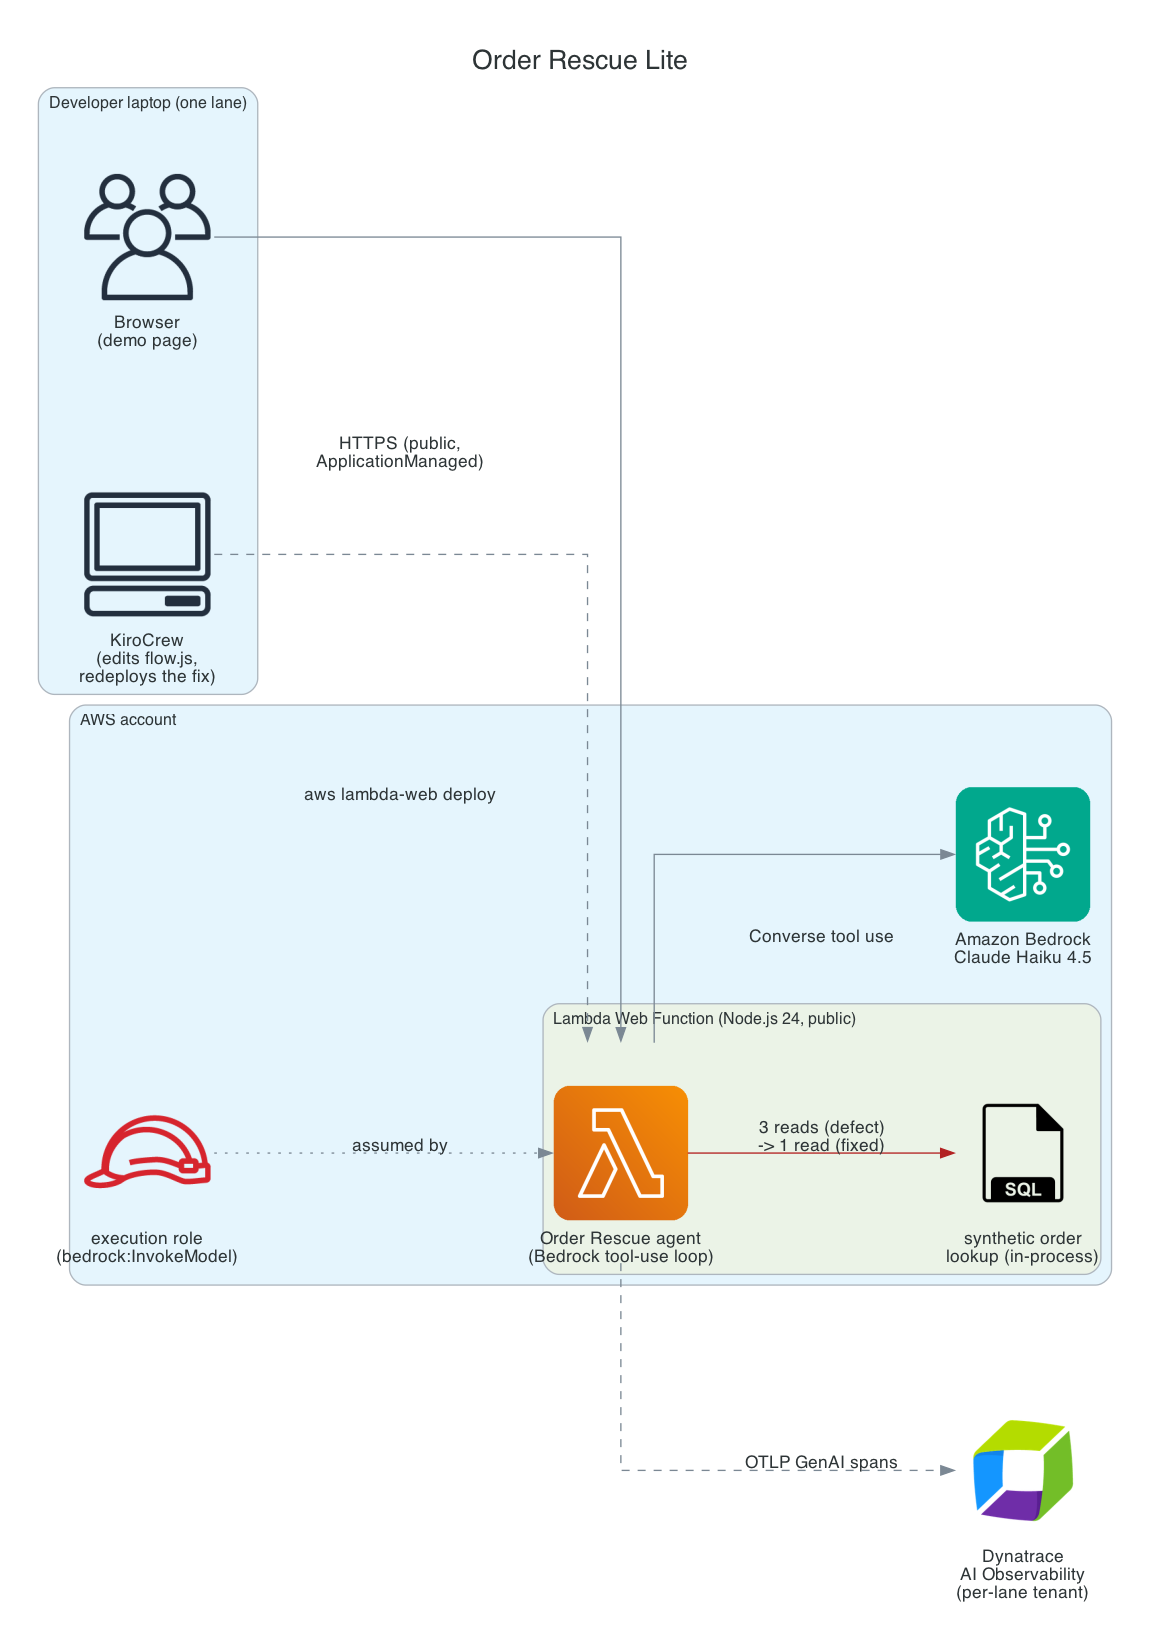 Order Rescue Lite
Developer laptop (one lane)
Browser
(demo page)
HTTPS (public,
ApplicationManaged)
KiroCrew
(edits flow.js,
redeploys the fix)
AWS account
aws lambda-web deploy
Converse tool use
Amazon Bedrock
Claude Haiku 4.5
Lambda Web Function (Node.js 24, public)
assumed by
3 reads (defect)
-> 1 read (fixed)
SQL
execution role
(bedrock:InvokeModel)
Order Rescue agent
(Bedrock tool-use loop)
synthetic order
lookup (in-process)
OTLP GenAI spans
Dynatrace
AI Observability
(per-lane tenant)